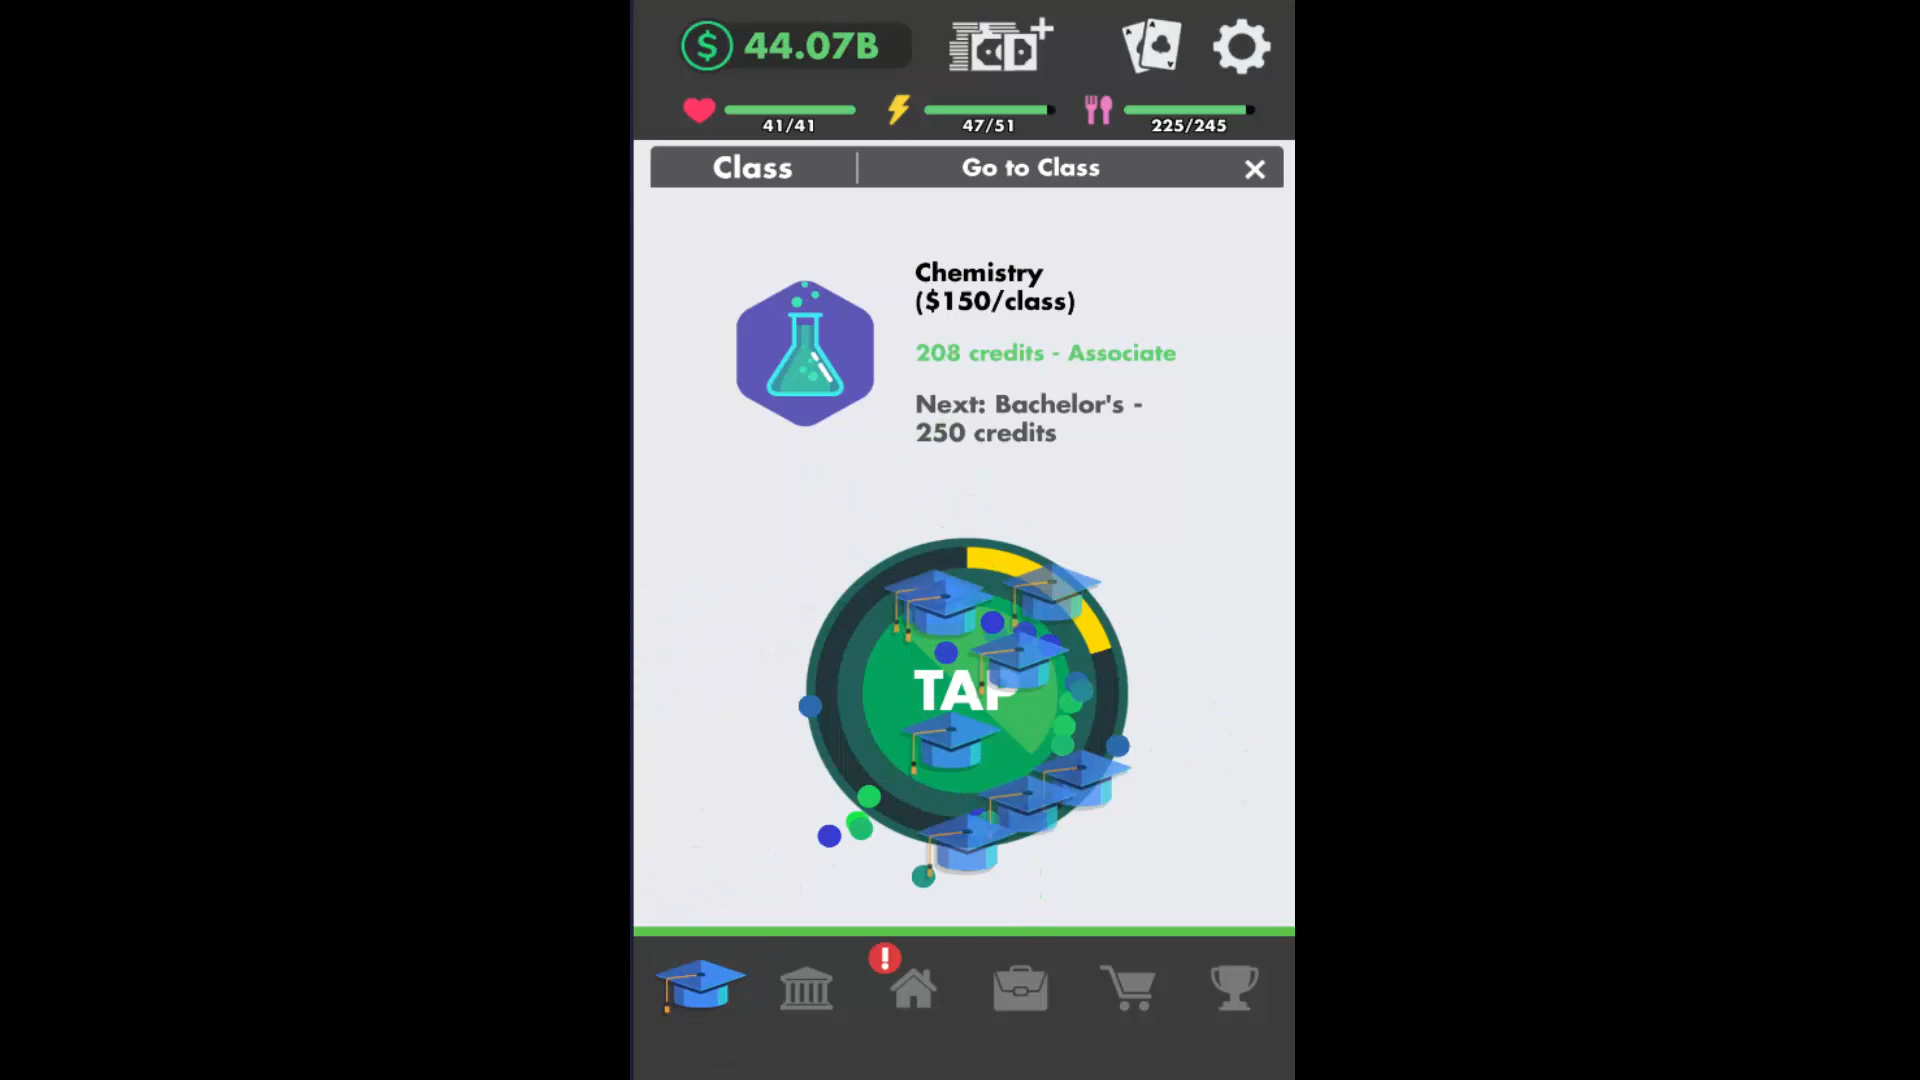 $ 44.07B
41/41
47/51
225/245
Class
Go to Class
Chemistry
($150/class)
208 credits - Associate
Next: Bachelor's -
250 credits
TAP